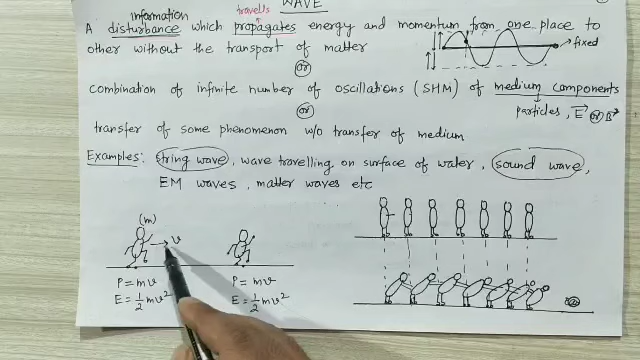 WAVE
information travells
A disturbance which propagates energy and momentum from one place to
other without the transport of matter
fixed
or
combination of infinite number of oscillations (SHM) of medium components
or
particles, E or B
transfer of some phenomenon w/o transfer of medium
Examples: string wave, wave travelling on surface of water, sound wave,
EM waves, matter waves etc
(m)
v
P = mv P = mv
E = 1/2 mv² E = 1/2 mv²